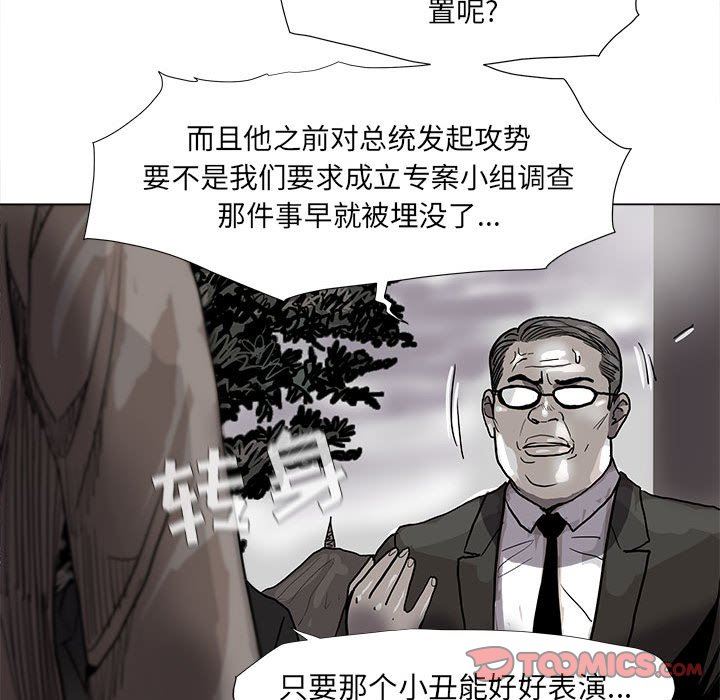 置呢?
而且他之前对总统发起攻势
要不是我们要求成立专案小组调查
那件事早就被埋没了...
转身
只要那个小丑能好好表演...
TOOMICS
TOOMICS.COM